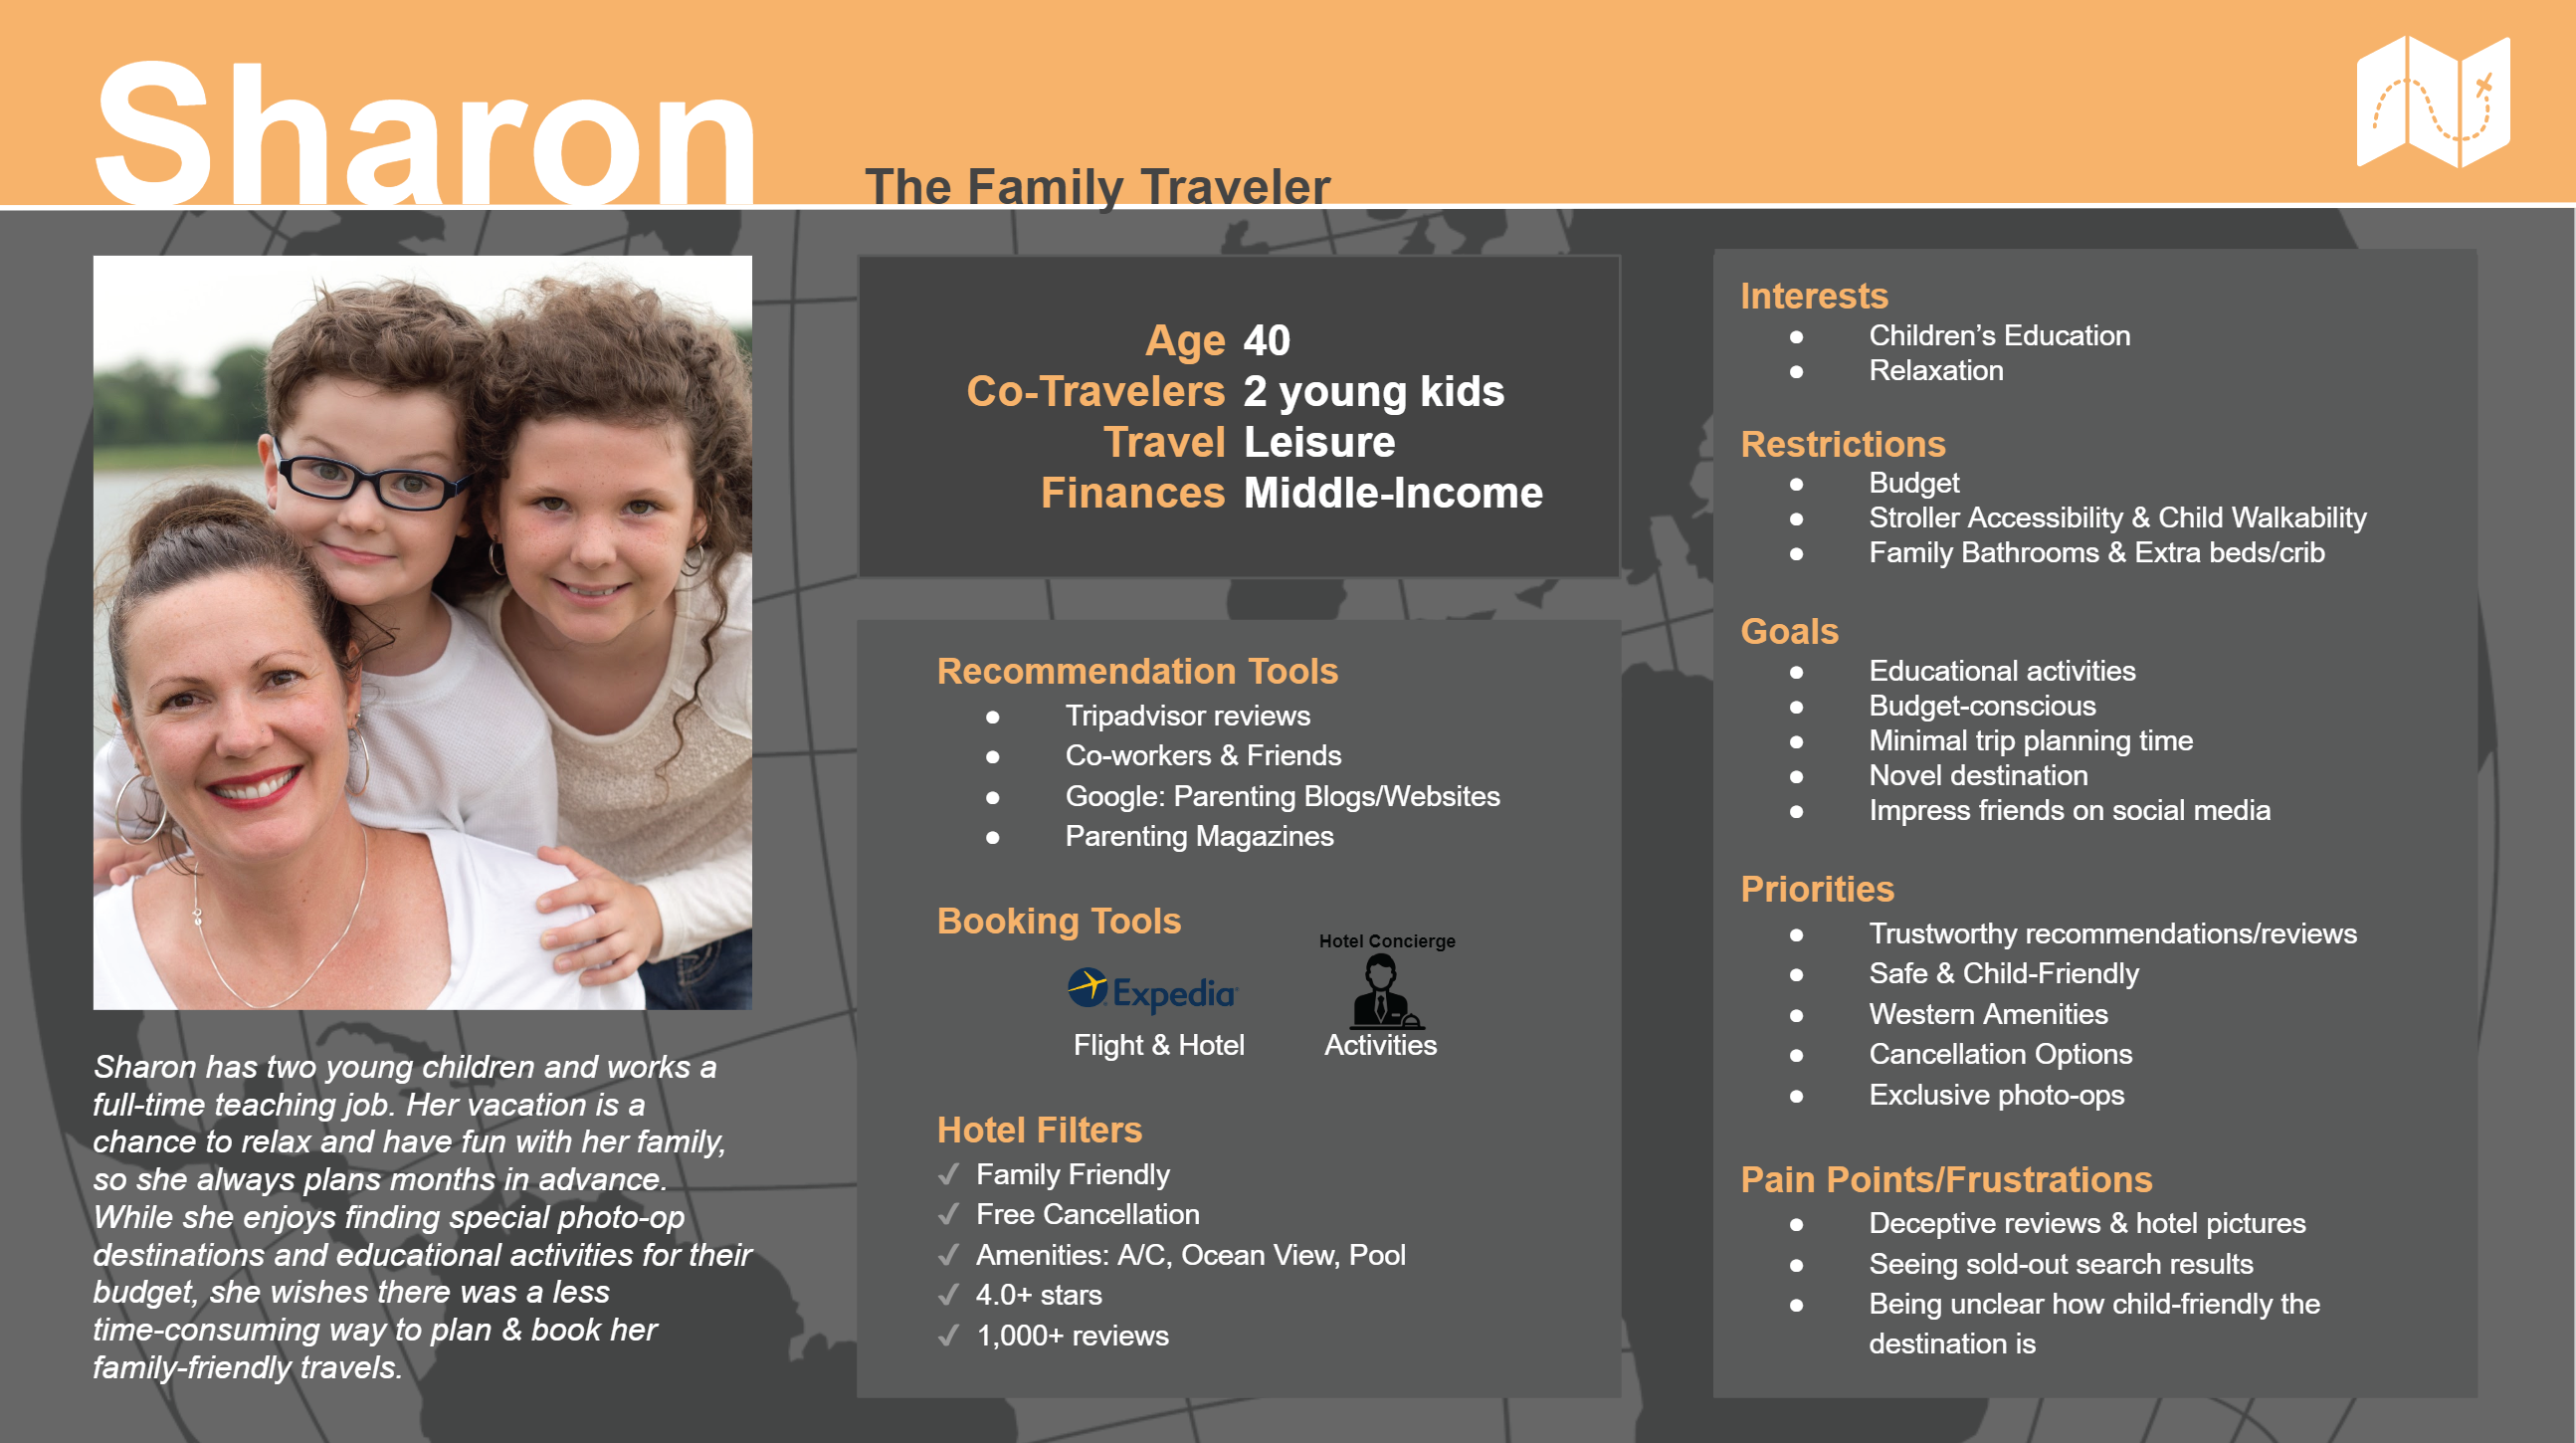 Sharon
The Family Traveler
Sharon has two young children and works a
full-time teaching job. Her vacation is a
chance to relax and have fun with her family,
so she always plans months in advance.
While she enjoys finding special photo-op
destinations and educational activities for their
budget, she wishes there was a less
time-consuming way to plan & book her
family-friendly travels.
Age 40
Co-Travelers 2 young kids
Travel Leisure
Finances Middle-Income
Recommendation Tools
● Tripadvisor reviews
● Co-workers & Friends
● Google: Parenting Blogs/Websites
● Parenting Magazines
Booking Tools
Expedia
Flight & Hotel
Hotel Concierge
Activities
Hotel Filters
✓ Family Friendly
✓ Free Cancellation
✓ Amenities: A/C, Ocean View, Pool
✓ 4.0+ stars
✓ 1,000+ reviews
Interests
● Children’s Education
● Relaxation
Restrictions
● Budget
● Stroller Accessibility & Child Walkability
● Family Bathrooms & Extra beds/crib
Goals
● Educational activities
● Budget-conscious
● Minimal trip planning time
● Novel destination
● Impress friends on social media
Priorities
● Trustworthy recommendations/reviews
● Safe & Child-Friendly
● Western Amenities
● Cancellation Options
● Exclusive photo-ops
Pain Points/Frustrations
● Deceptive reviews & hotel pictures
● Seeing sold-out search results
● Being unclear how child-friendly the
destination is